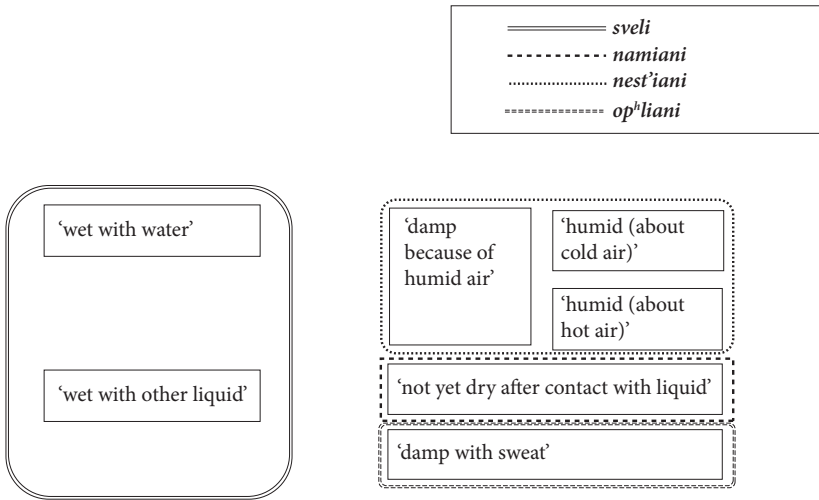 sveli
namiani
nest’iani
opʰliani
‘wet with water’
‘damp
because of
humid air’
‘humid (about
cold air)’
‘humid (about
hot air)’
‘wet with other liquid’
‘not yet dry after contact with liquid’
‘damp with sweat’